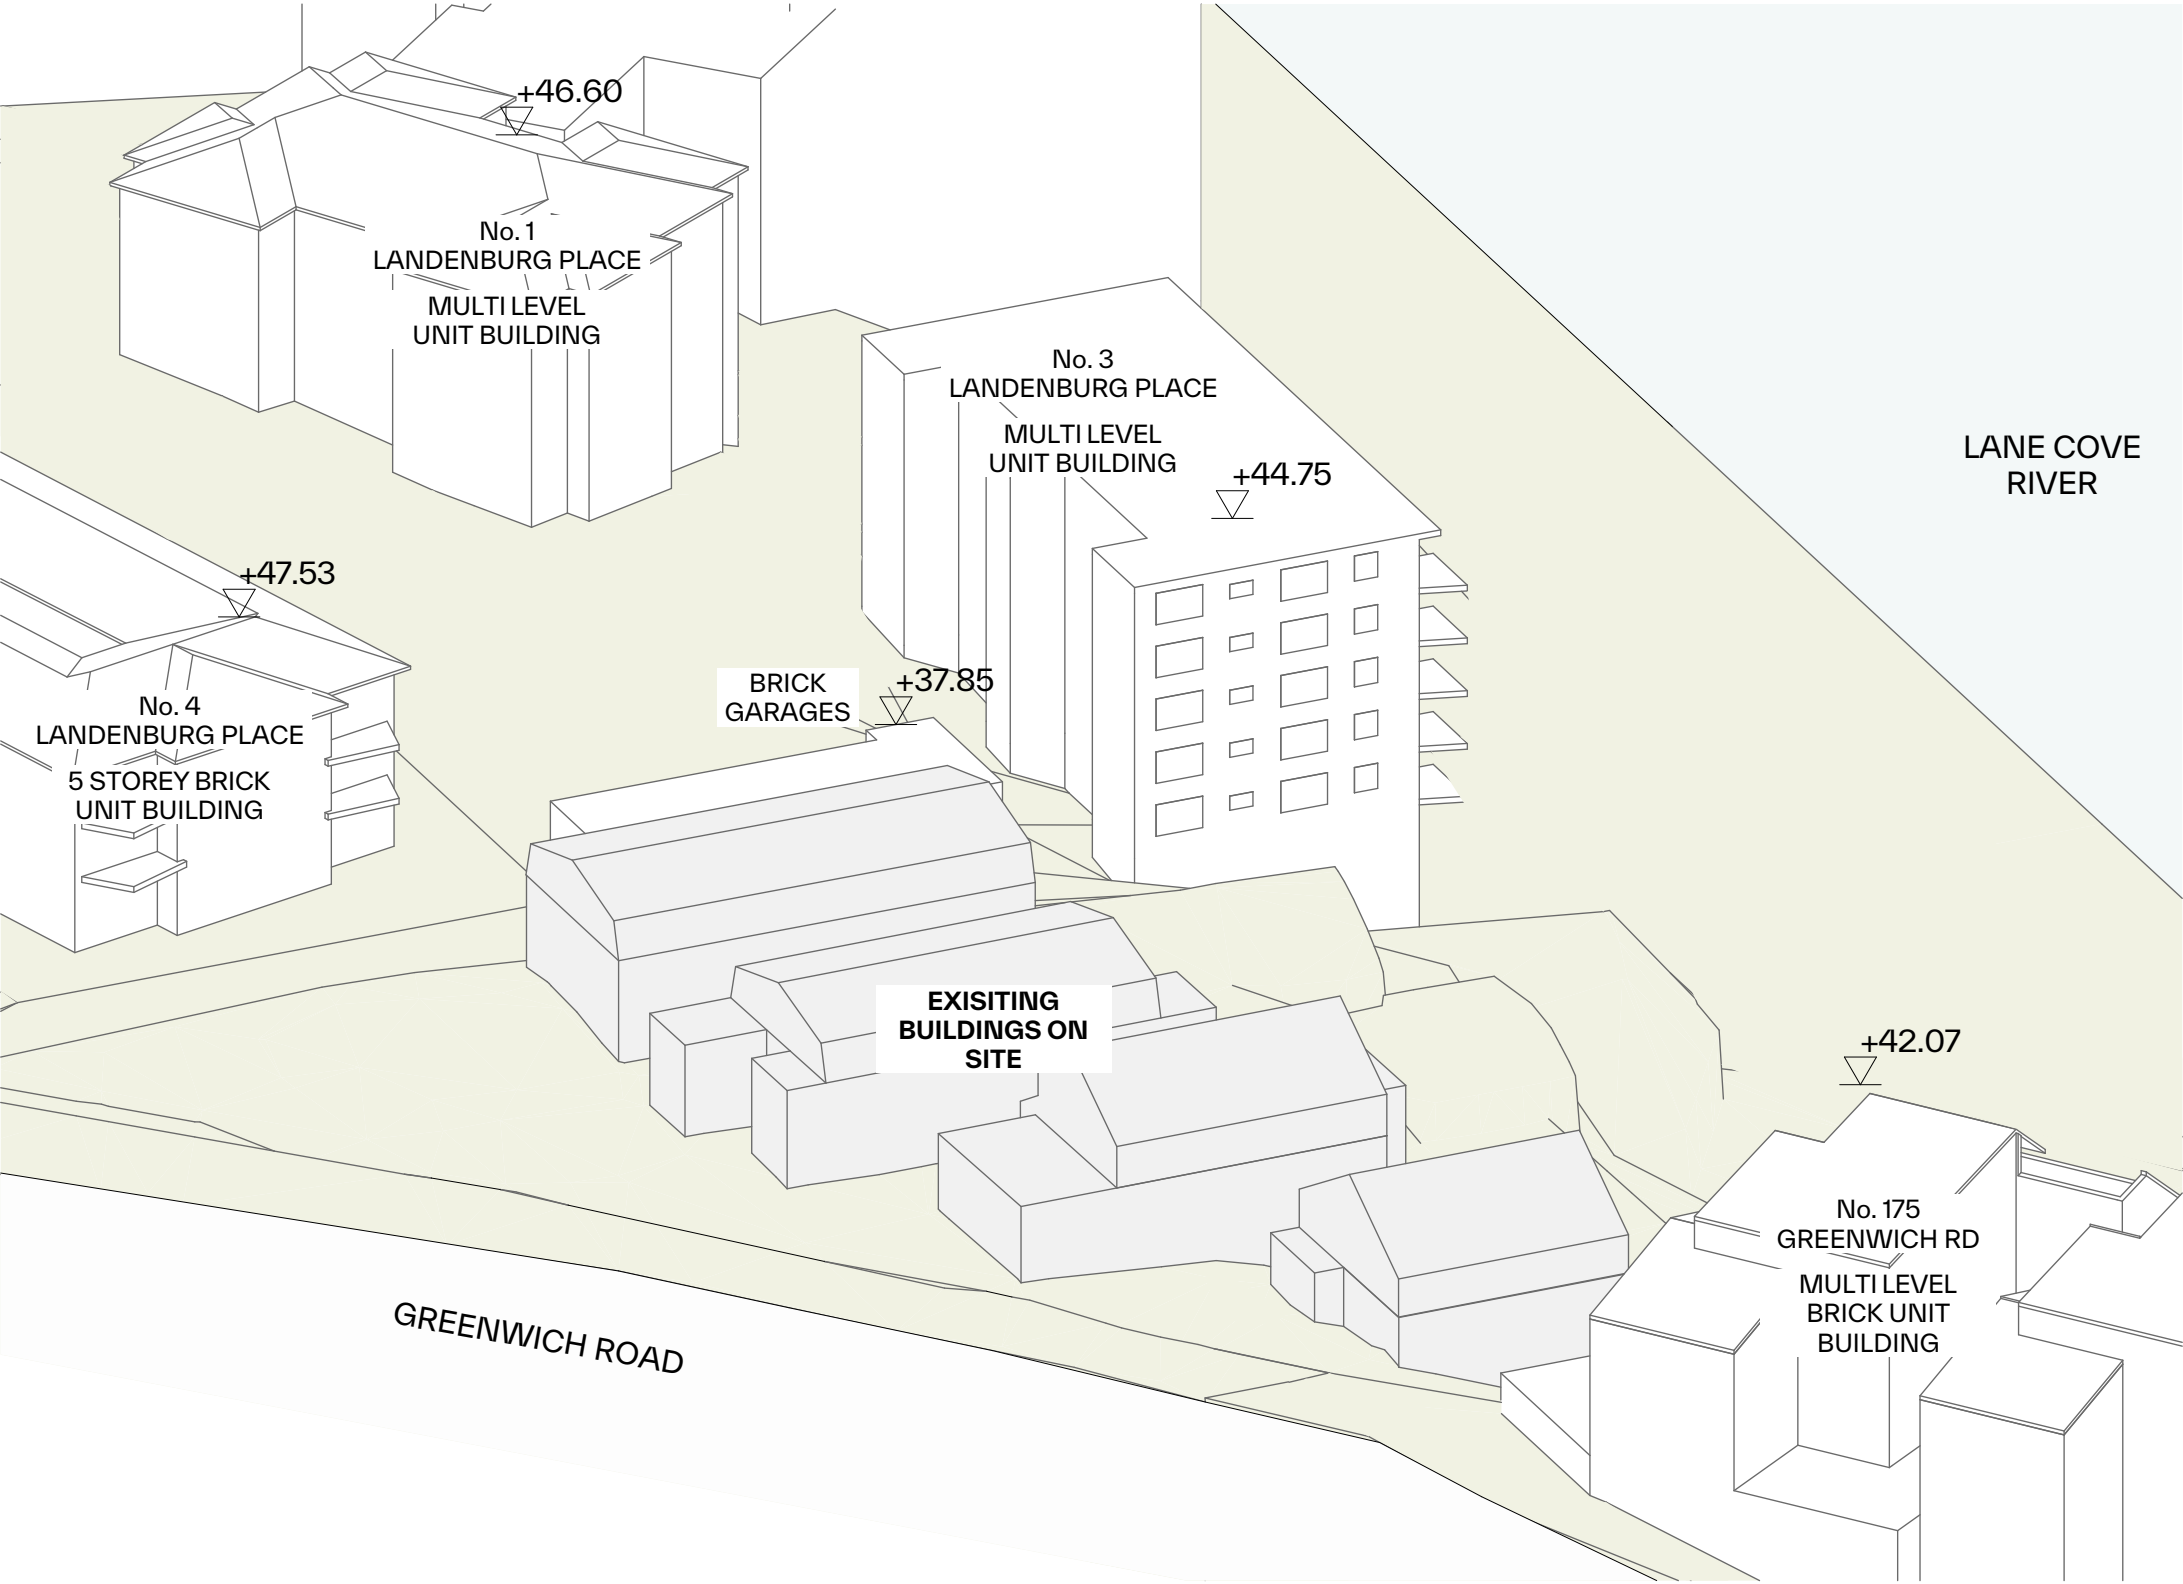 +46.60
No. 1
LANDENBURG PLACE
MULTI LEVEL
UNIT BUILDING
No. 3
LANDENBURG PLACE
MULTI LEVEL
UNIT BUILDING
+44.75
LANE COVE
RIVER
+47.53
No. 4
LANDENBURG PLACE
5 STOREY BRICK
UNIT BUILDING
BRICK
GARAGES
+37.85
EXISITING
BUILDINGS ON
SITE
+42.07
No. 175
GREENWICH RD
MULTI LEVEL
BRICK UNIT
BUILDING
GREENWICH ROAD